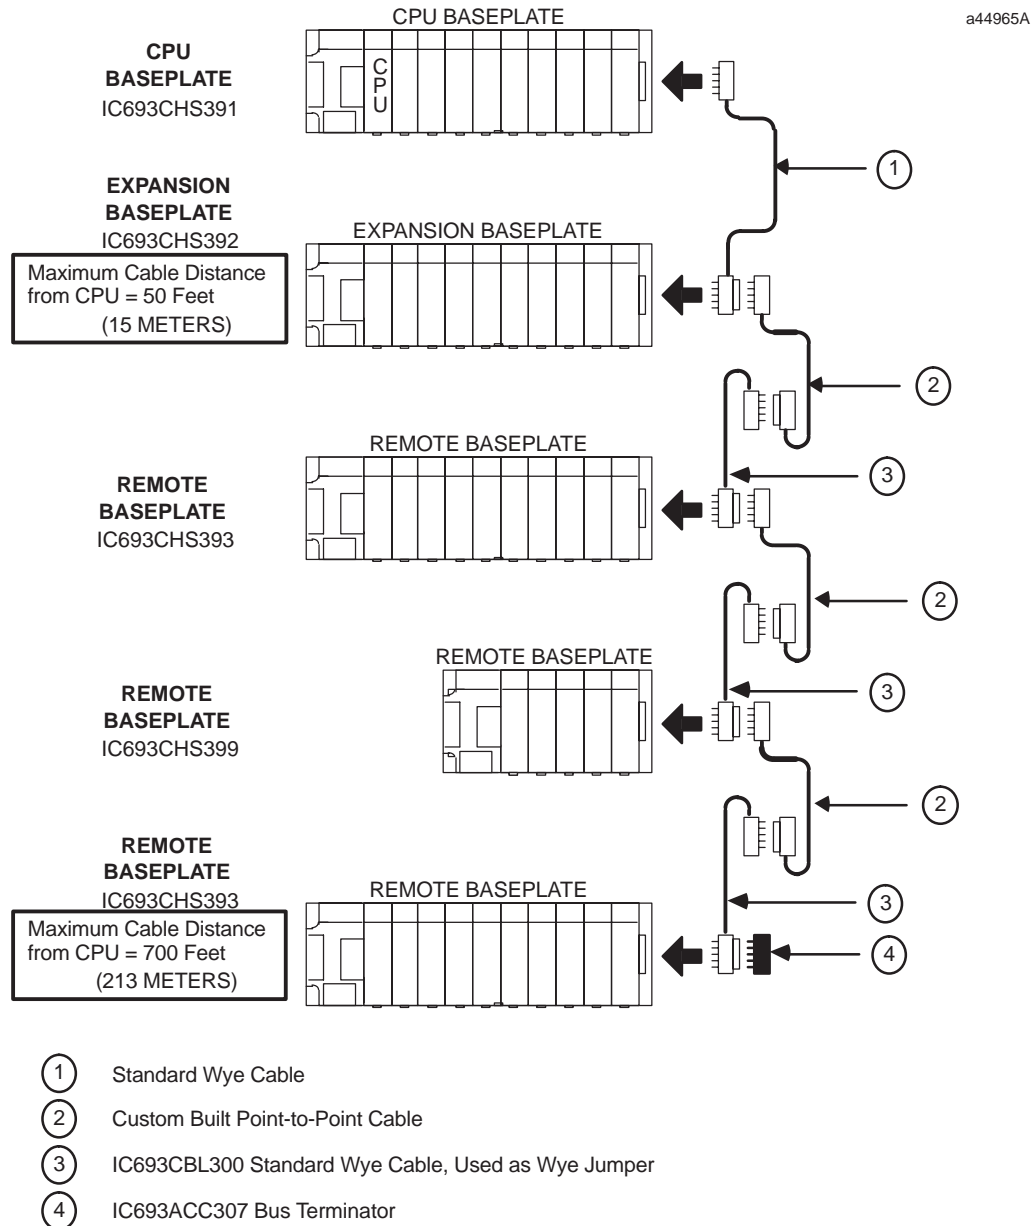 a44965A
CPU BASEPLATE
CPU
BASEPLATE
IC693CHS391
CPU
1
EXPANSION
BASEPLATE
IC693CHS392
Maximum Cable Distance
from CPU = 50 Feet
(15 METERS)
EXPANSION BASEPLATE
2
REMOTE BASEPLATE
REMOTE
BASEPLATE
IC693CHS393
3
2
REMOTE BASEPLATE
REMOTE
BASEPLATE
IC693CHS399
3
2
REMOTE
BASEPLATE
IC693CHS393
Maximum Cable Distance
from CPU = 700 Feet
(213 METERS)
REMOTE BASEPLATE
3
4
1 Standard Wye Cable
2 Custom Built Point-to-Point Cable
3 IC693CBL300 Standard Wye Cable, Used as Wye Jumper
4 IC693ACC307 Bus Terminator